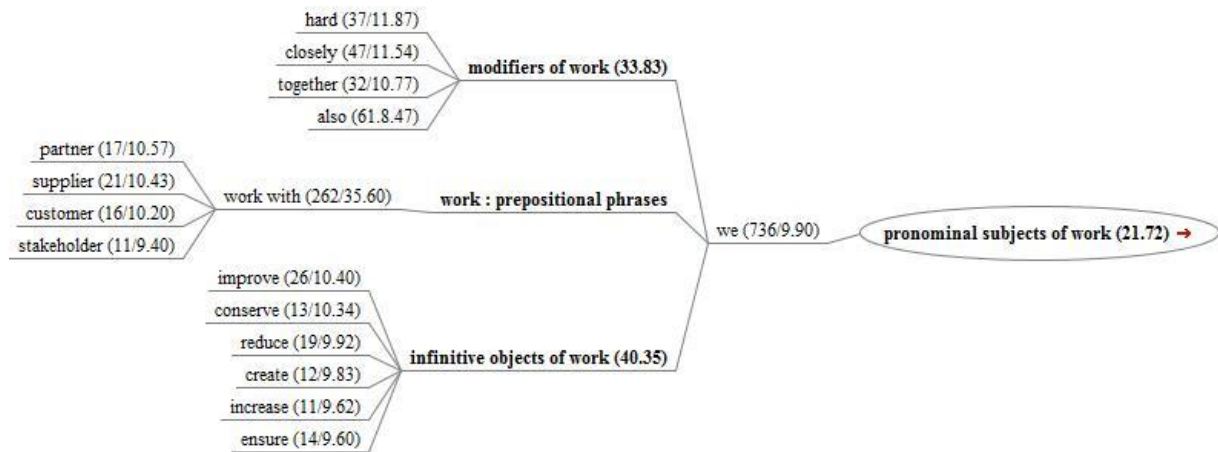 hard (37/11.87)
closely (47/11.54)
together (32/10.77)
also (61.8.47)
modifiers of work (33.83)
partner (17/10.57)
supplier (21/10.43)
customer (16/10.20)
stakeholder (11/9.40)
work with (262/35.60)
work : prepositional phrases
improve (26/10.40)
conserve (13/10.34)
reduce (19/9.92)
create (12/9.83)
increase (11/9.62)
ensure (14/9.60)
infinitive objects of work (40.35)
we (736/9.90)
pronominal subjects of work (21.72) →